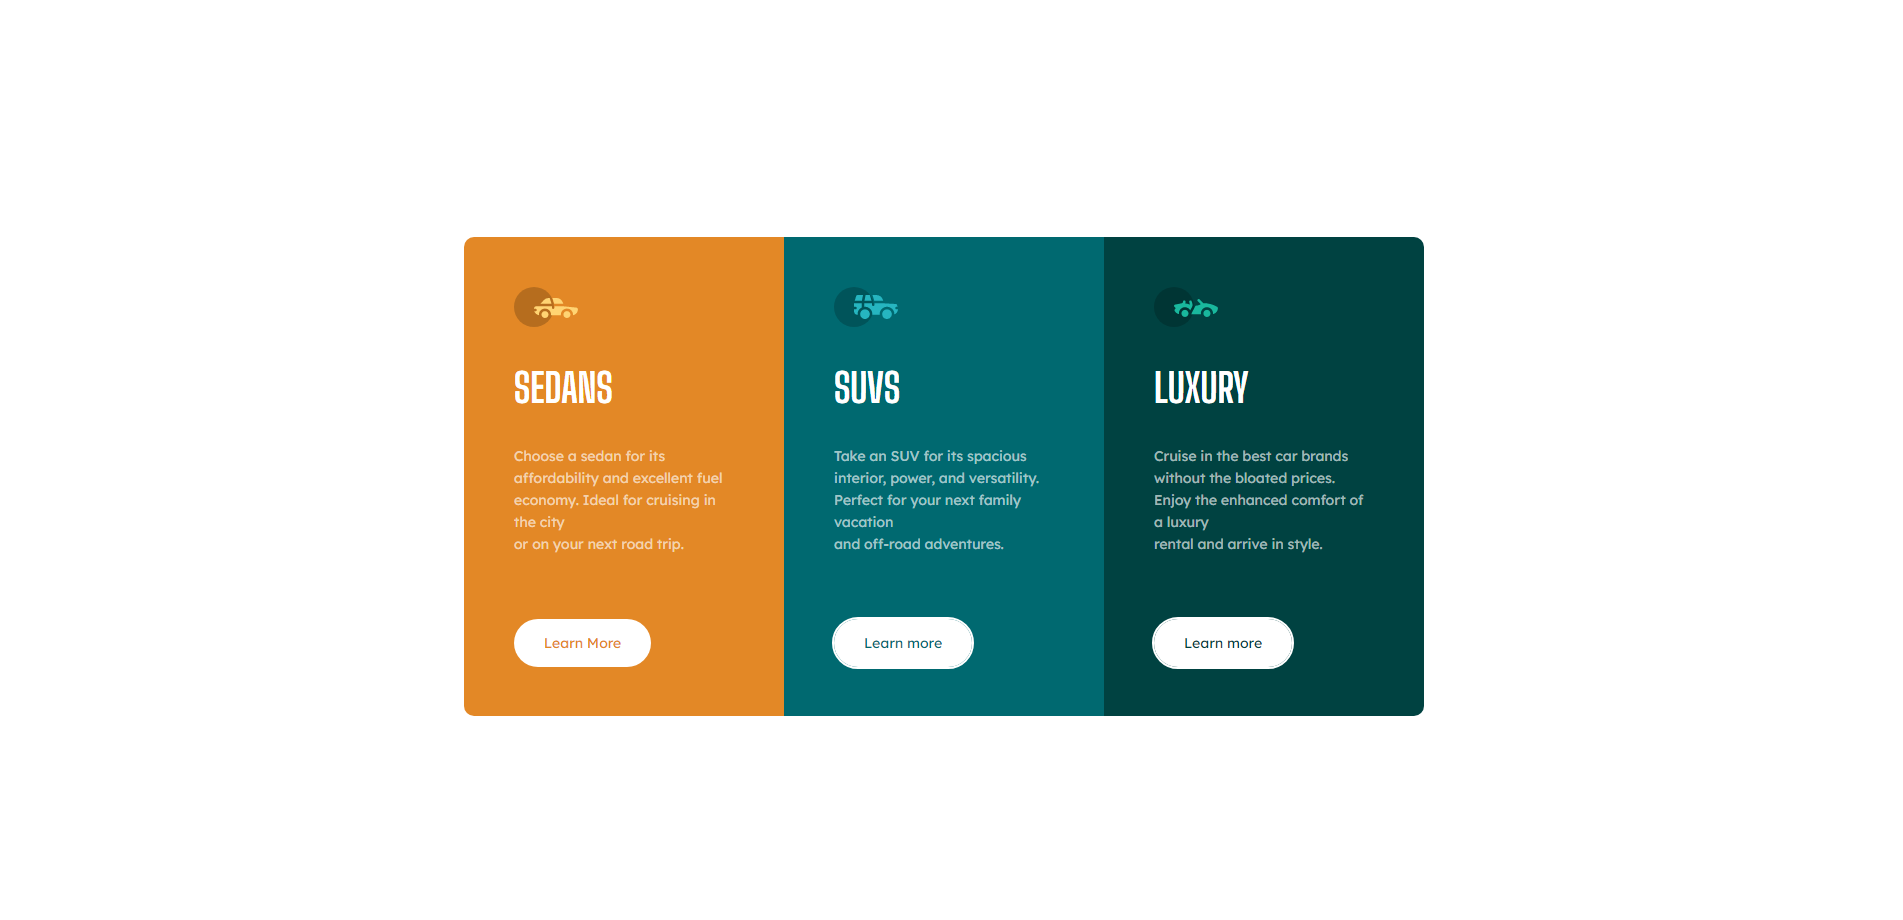 SEDANS
Choose a sedan for its
affordability and excellent fuel
economy. Ideal for cruising in
the city
or on your next road trip.
Learn More
SUVS
Take an SUV for its spacious
interior, power, and versatility.
Perfect for your next family
vacation
and off-road adventures.
Learn more
LUXURY
Cruise in the best car brands
without the bloated prices.
Enjoy the enhanced comfort of
a luxury
rental and arrive in style.
Learn more